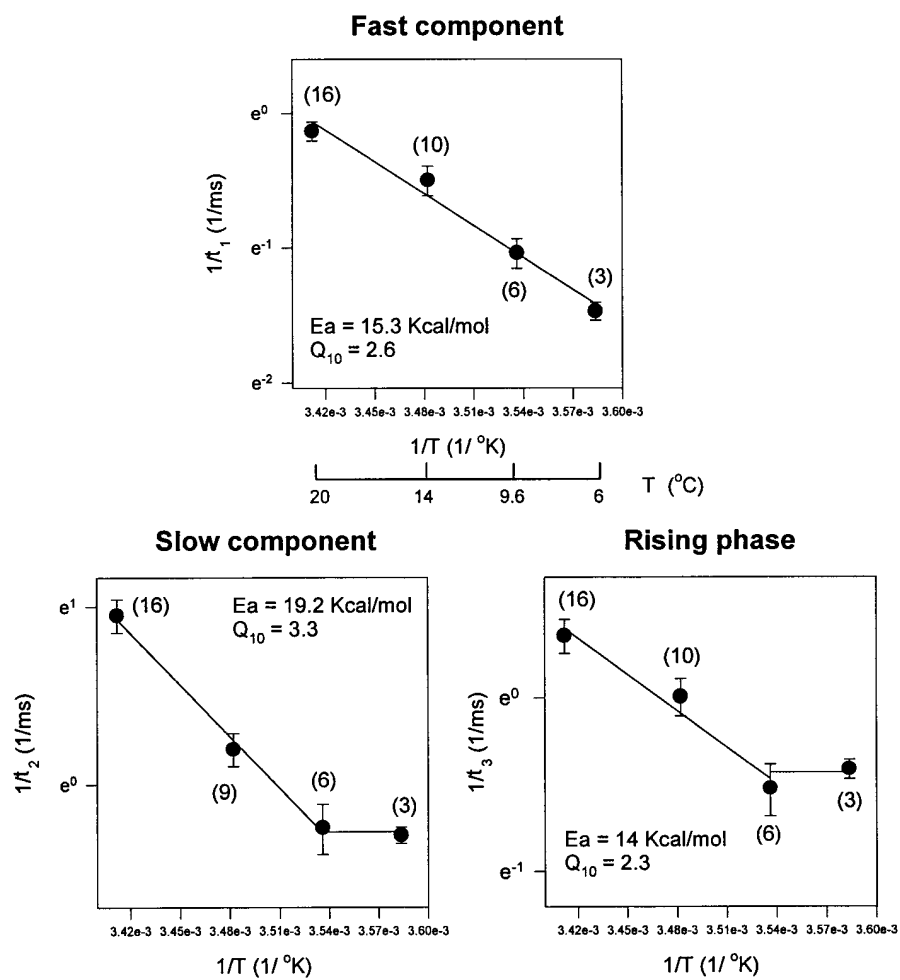 Fast component
(16)
(10)
(6)
(3)
e⁰
e⁻¹
e⁻²
1/t₁ (1/ms)
Ea = 15.3 Kcal/mol
Q₁₀ = 2.6
3.42e-3 3.45e-3 3.48e-3 3.51e-3 3.54e-3 3.57e-3 3.60e-3
1/T (1/ °K)
20 14 9.6 6 T (°C)
Slow component
(16)
(9)
(6)
(3)
Ea = 19.2 Kcal/mol
Q₁₀ = 3.3
e¹
e⁰
1/t₂ (1/ms)
3.42e-3 3.45e-3 3.48e-3 3.51e-3 3.54e-3 3.57e-3 3.60e-3
1/T (1/ °K)
Rising phase
(16)
(10)
(6)
(3)
e⁰
e⁻¹
1/t₃ (1/ms)
Ea = 14 Kcal/mol
Q₁₀ = 2.3
3.42e-3 3.45e-3 3.48e-3 3.51e-3 3.54e-3 3.57e-3 3.60e-3
1/T (1/ °K)